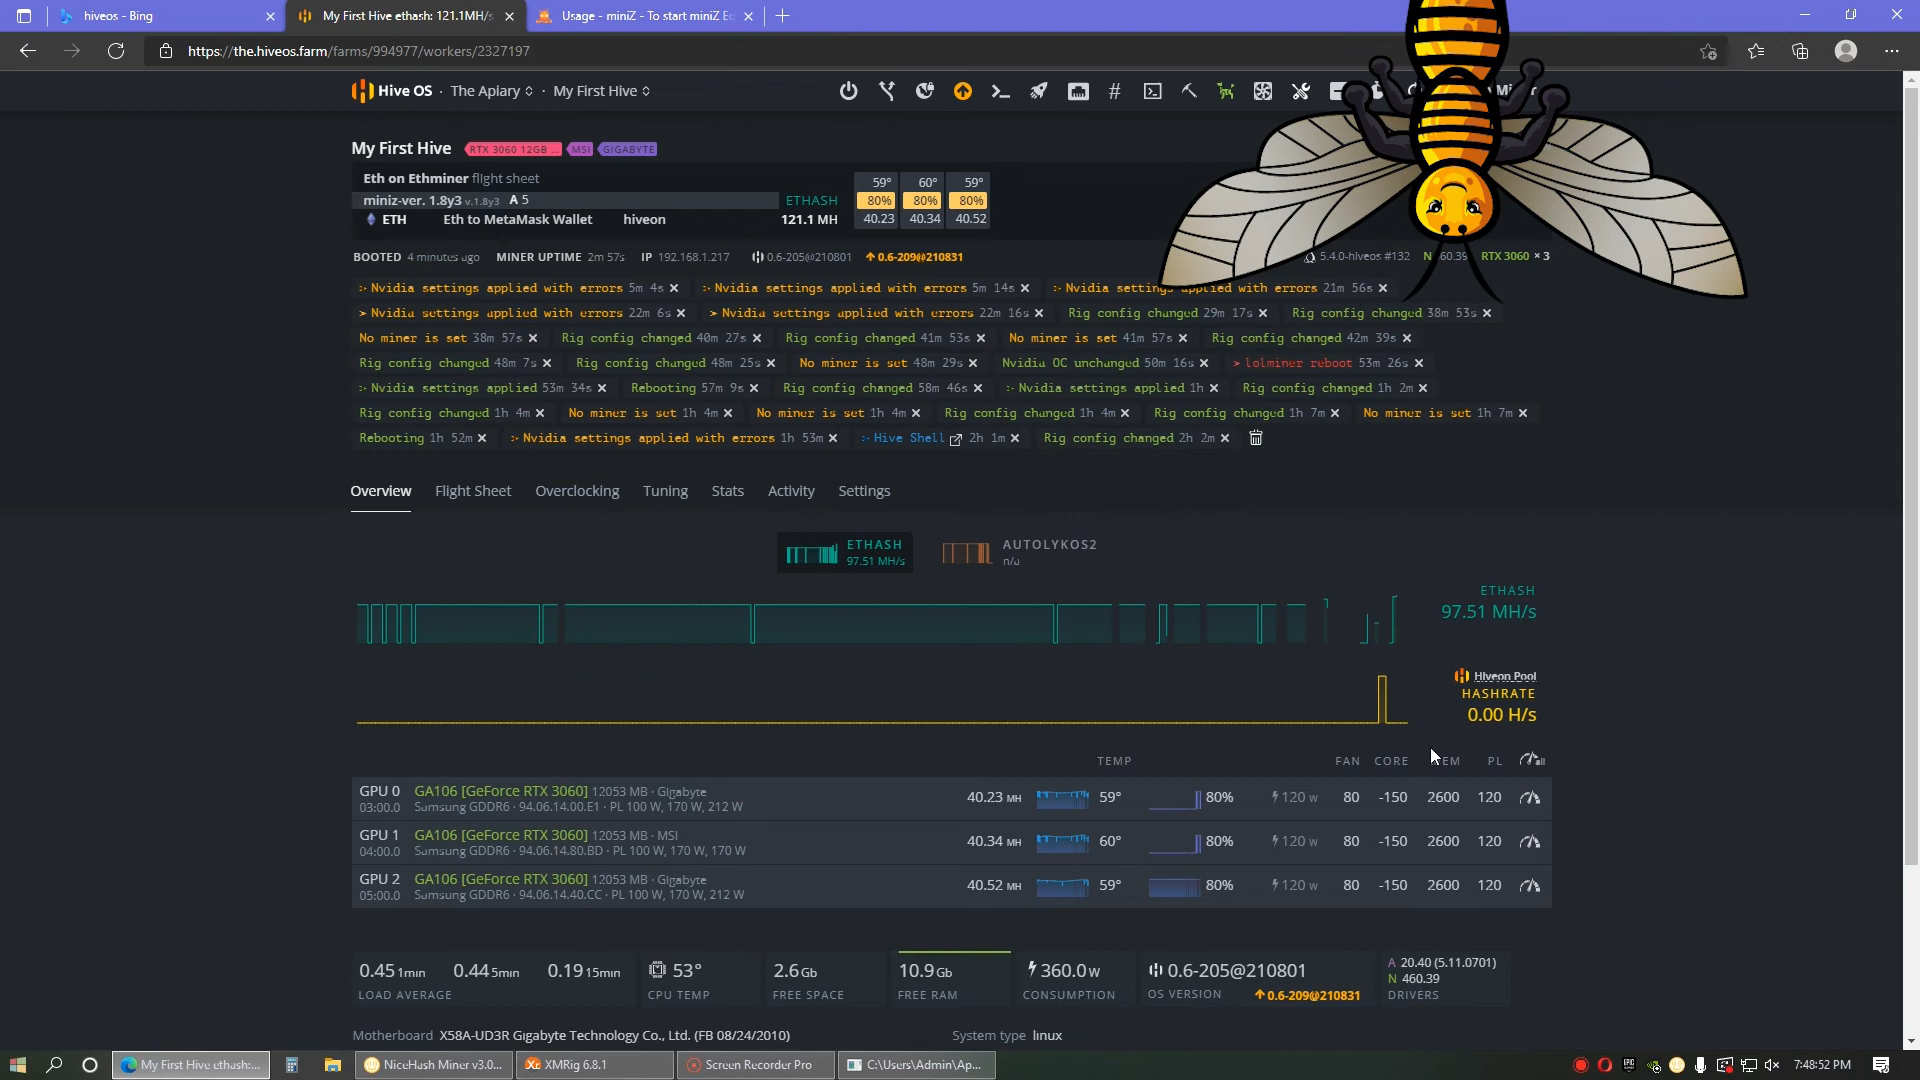 hiveos - Bing
My First Hive ethash: 121.1MH/s
Usage - miniZ - To start miniZ Eq
https://the.hiveos.farm/farms/994977/workers/2327197
Hive OS · The Apiary · My First Hive
My First Hive RTX 3060 12GB ... MSI GIGABYTE
Eth on Ethminer flight sheet
miniz-ver. 1.8y3 v.1.8y3 A 5 ETHASH
ETH Eth to MetaMask Wallet hiveon 121.1 MH
59° 60° 59°
80% 80% 80%
40.23 40.34 40.52
BOOTED 4 minutes ago MINER UPTIME 2m 57s IP 192.168.1.217 0.6-205@210801 0.6-209@210831 5.4.0-hiveos #132 N 60.39 RTX 3060 × 3
:- Nvidia settings applied with errors 5m 4s × :- Nvidia settings applied with errors 5m 14s × :- Nvidia settings applied with errors 21m 56s ×
> Nvidia settings applied with errors 22m 6s × > Nvidia settings applied with errors 22m 16s × Rig config changed 29m 17s × Rig config changed 38m 53s ×
No miner is set 38m 57s × Rig config changed 40m 27s × Rig config changed 41m 53s × No miner is set 41m 57s × Rig config changed 42m 39s ×
Rig config changed 48m 7s × Rig config changed 48m 25s × No miner is set 48m 29s × Nvidia OC unchanged 50m 16s × > lolminer reboot 53m 26s ×
:- Nvidia settings applied 53m 34s × Rebooting 57m 9s × Rig config changed 58m 46s × :- Nvidia settings applied 1h × Rig config changed 1h 2m ×
Rig config changed 1h 4m × No miner is set 1h 4m × No miner is set 1h 4m × Rig config changed 1h 4m × Rig config changed 1h 7m × No miner is set 1h 7m ×
Rebooting 1h 52m × :- Nvidia settings applied with errors 1h 53m × :- Hive Shell 2h 1m × Rig config changed 2h 2m ×
Overview Flight Sheet Overclocking Tuning Stats Activity Settings
ETHASH
97.51 MH/s
AUTOLYKOS2
n/a
ETHASH
97.51 MH/s
Hiveon Pool
HASHRATE
0.00 H/s
TEMP FAN CORE EM PL
GPU 0 GA106 [GeForce RTX 3060] 12053 MB · Gigabyte
03:00.0 Samsung GDDR6 · 94.06.14.00.E1 · PL 100 W, 170 W, 212 W
40.23 MH 59° 80% 120 W 80 -150 2600 120
GPU 1 GA106 [GeForce RTX 3060] 12053 MB · MSI
04:00.0 Samsung GDDR6 · 94.06.14.80.BD · PL 100 W, 170 W, 170 W
40.34 MH 60° 80% 120 W 80 -150 2600 120
GPU 2 GA106 [GeForce RTX 3060] 12053 MB · Gigabyte
05:00.0 Samsung GDDR6 · 94.06.14.40.CC · PL 100 W, 170 W, 212 W
40.52 MH 59° 80% 120 W 80 -150 2600 120
0.45 1min 0.44 5min 0.19 15min
LOAD AVERAGE
53°
CPU TEMP
2.6 Gb
FREE SPACE
10.9 Gb
FREE RAM
360.0 W
CONSUMPTION
0.6-205@210801
OS VERSION 0.6-209@210831
A 20.40 (5.11.0701)
N 460.39
DRIVERS
Motherboard X58A-UD3R Gigabyte Technology Co., Ltd. (FB 08/24/2010) System type linux
My First Hive ethash:... NiceHash Miner v3.0... XMRig 6.8.1 Screen Recorder Pro C:\Users\Admin\Ap... 7:48:52 PM